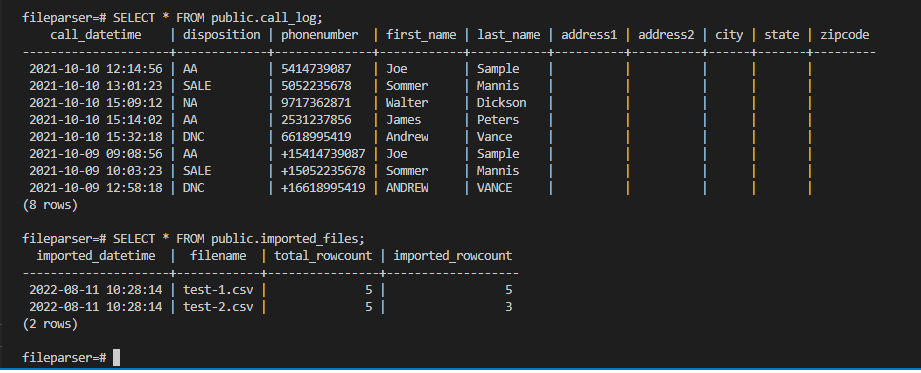 fileparser=# SELECT * FROM public.call_log;
    call_datetime    | disposition | phonenumber  | first_name | last_name | address1 | address2 | city | state | zipcode
---------------------+-------------+--------------+------------+-----------+----------+----------+------+-------+---------
 2021-10-10 12:14:56 | AA          | 5414739087   | Joe        | Sample    |          |          |      |       |
 2021-10-10 13:01:23 | SALE        | 5052235678   | Sommer     | Mannis    |          |          |      |       |
 2021-10-10 15:09:12 | NA          | 9717362871   | Walter     | Dickson   |          |          |      |       |
 2021-10-10 15:14:02 | AA          | 2531237856   | James      | Peters    |          |          |      |       |
 2021-10-10 15:32:18 | DNC         | 6618995419   | Andrew     | Vance     |          |          |      |       |
 2021-10-09 09:08:56 | AA          | +15414739087 | Joe        | Sample    |          |          |      |       |
 2021-10-09 10:03:23 | SALE        | +15052235678 | Sommer     | Mannis    |          |          |      |       |
 2021-10-09 12:58:18 | DNC         | +16618995419 | ANDREW     | VANCE     |          |          |      |       |
(8 rows)
fileparser=# SELECT * FROM public.imported_files;
  imported_datetime  |  filename  | total_rowcount | imported_rowcount
---------------------+------------+----------------+-------------------
 2022-08-11 10:28:14 | test-1.csv |              5 |                 5
 2022-08-11 10:28:14 | test-2.csv |              5 |                 3
(2 rows)
fileparser=#